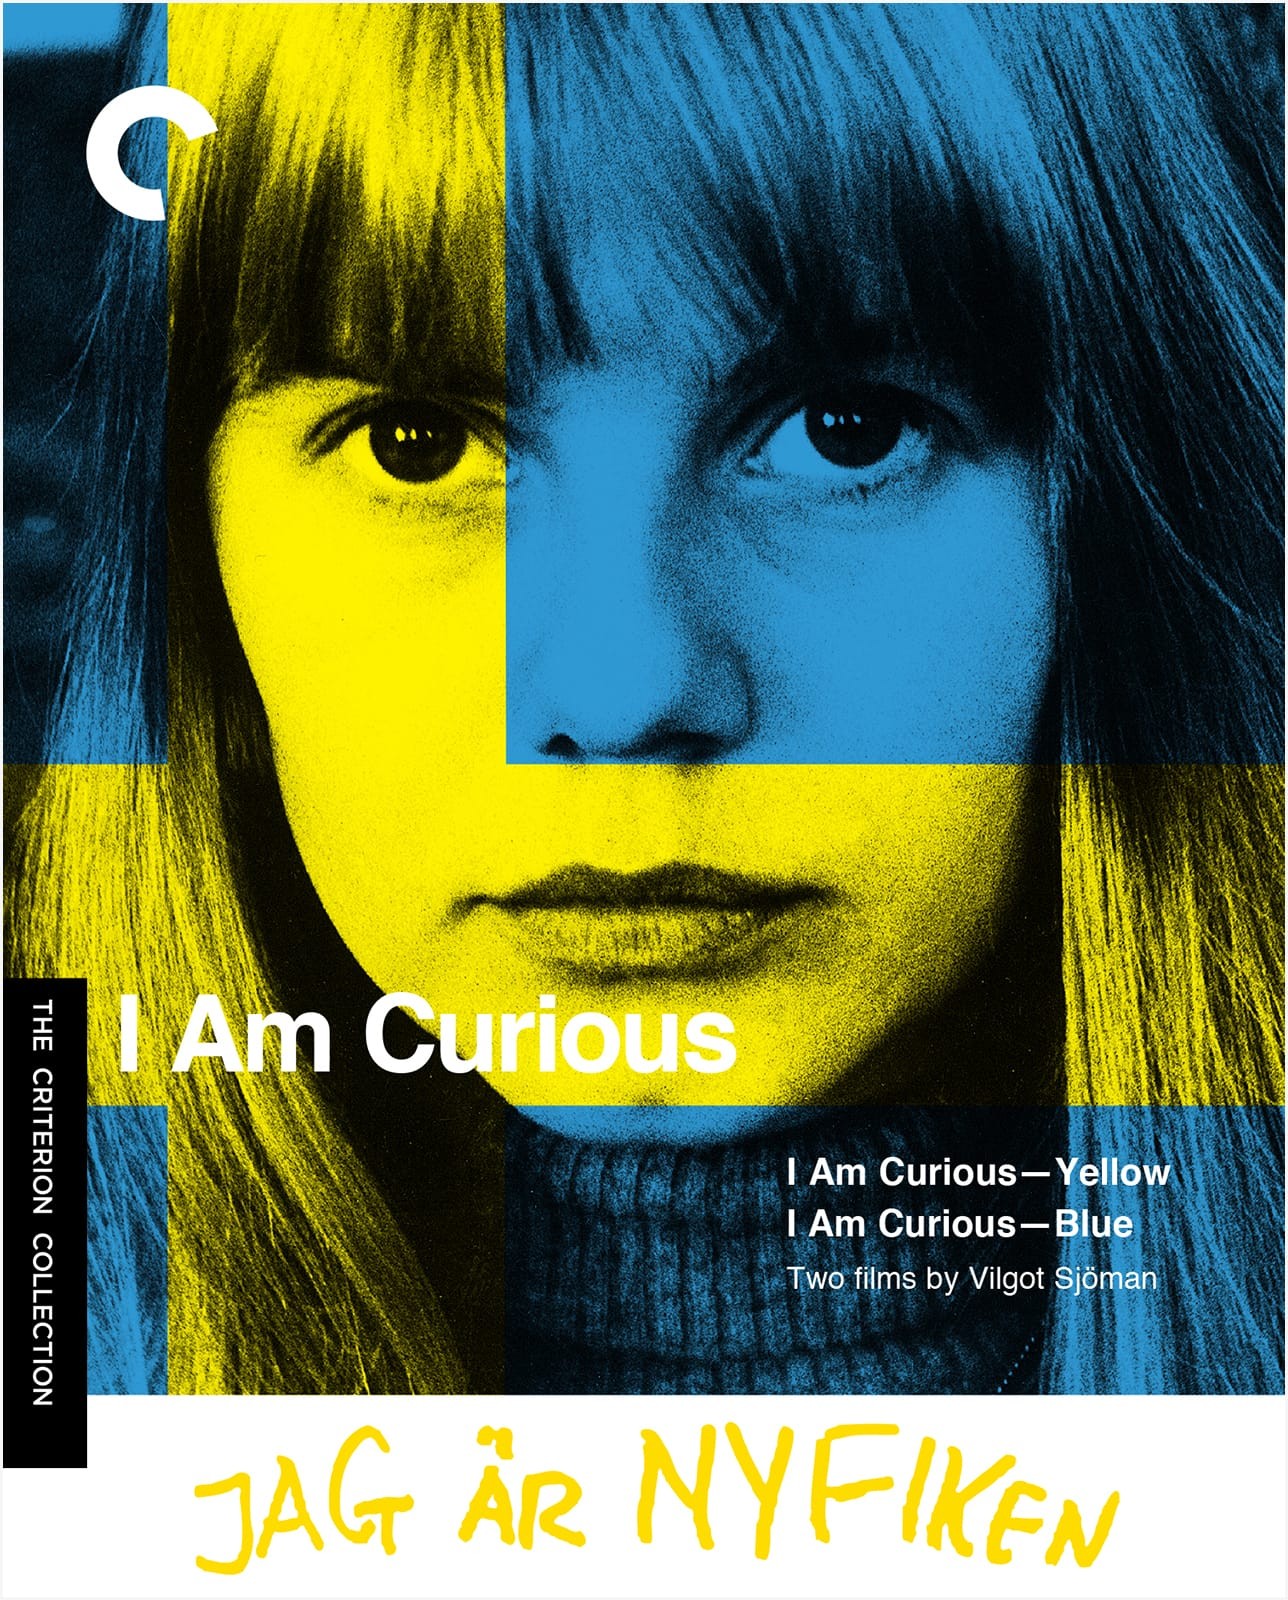 I Am Curious
THE CRITERION COLLECTION
I Am Curious—Yellow
I Am Curious—Blue
Two films by Vilgot Sjöman
JAG ÄR NYFIKEN